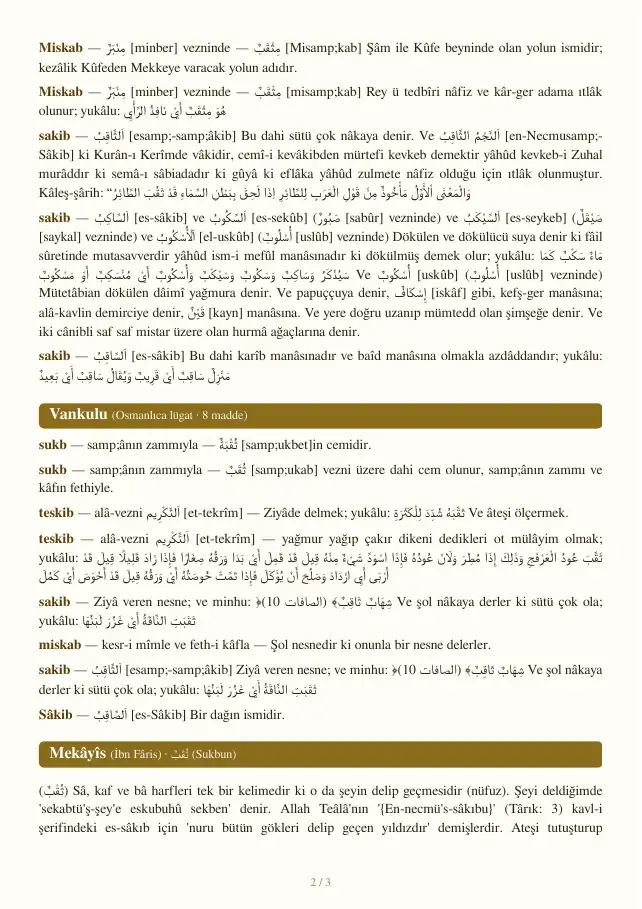 Miskab — مِنْبَرٌ [minber] vezninde — مِثْقَبٌ [Misamp;kab] Şâm ile Kûfe beyninde olan yolun ismidir;
kezâlik Kûfeden Mekkeye varacak yolun adıdır.
Miskab — مِنْبَرٌ [minber] vezninde — مِثْقَبٌ [misamp;kab] Rey ü tedbîri nâfiz ve kâr-ger adama ıtlâk
olunur; yukâlu: هُوَ مِثْقَبٌ أَيْ نَافِذُ الرَّأْيِ
sakib — اَلثَّاقِبُ [esamp;-samp;âkib] Bu dahi sütü çok nâkaya denir. Ve اَلنَّجْمُ الثَّاقِبُ [en-Necmusamp;-
Sâkib] ki Kurân-ı Kerîmde vâkidir, cemî-i kevâkibden mürtefi kevkeb demektir yâhûd kevkeb-i Zuhal
murâddır ki semâ-ı sâbiadadır ki gûyâ ki eflâka yâhûd zulmete nâfiz olduğu için ıtlâk olunmuştur.
Kâleş-şârih: “وَالْمَعْنَى اْلأَوَّلُ مَأْخُوذٌ مِنْ قَوْلِ الْعَرَبِ لِلطَّائِرِ إِذَا لَحِقَ بِبَطْنِ السَّمَاءِ قَدْ ثَقُبَ الطَّائِرُ”
sakib — اَلسَّاكِبُ [es-sâkib] ve اَلسَّكُوبُ [es-sekûb] (صَبُورٌ [sabûr] vezninde) ve اَلسَّيْكَبُ [es-seykeb] (صَيْقَلٌ
[saykal] vezninde) ve اَْلأُسْكُوبُ [el-uskûb] (أُسْلُوبٌ [uslûb] vezninde) Dökülen ve dökülücü suya denir ki fâil
sûretinde mutasavverdir yâhûd ism-i mefûl manâsınadır ki dökülmüş demek olur; yukâlu: مَاءٌ سَكْبٌ كَمَا
سَيُذْكَرُ وَسَاكِبٌ وَسَكُوبٌ وَسَيْكَبٌ وَأُسْكُوبٌ أَيْ مُنْسَكِبٌ أَوْ مَسْكُوبٌ Ve أُسْكُوبٌ [uskûb] (أُسْلُوبٌ [uslûb] vezninde)
Mütetâbian dökülen dâimî yağmura denir. Ve papuççuya denir, إِسْكَافٌ [iskâf] gibi, kefş-ger manâsına;
alâ-kavlin demirciye denir, قَيْنٌ [kayn] manâsına. Ve yere doğru uzanıp mümtedd olan şimşeğe denir. Ve
iki cânibli saf saf mistar üzere olan hurmâ ağaçlarına denir.
sakib — اَلسَّاقِبُ [es-sâkib] Bu dahi karîb manâsınadır ve baîd manâsına olmakla azdâddandır; yukâlu:
مَنْزِلٌ سَاقِبٌ أَيْ قَرِيبٌ وَيُقَالُ سَاقِبٌ أَيْ بَعِيدٌ
Vankulu (Osmanlıca lügat · 8 madde)
sukb — samp;ânın zammıyla — ثُقْبَةٌ [samp;ukbet]in cemidir.
sukb — samp;ânın zammıyla — ثُقَبٌ [samp;ukab] vezni üzere dahi cem olunur, samp;ânın zammı ve
kâfın fethiyle.
teskib — alâ-vezni اَلتَّكْرِيم [et-tekrîm] — Ziyâde delmek; yukâlu: ثَقَّبَهُ شُدِّدَ لِلْكَثْرَةِ Ve âteşi ölçermek.
teskib — alâ-vezni اَلتَّكْرِيم [et-tekrîm] — yağmur yağıp çakır dikeni dedikleri ot mülâyim olmak;
yukâlu: ثَقَّبَ عُودُ الْعَرْفَجِ وَذَلِكَ إِذَا مُطِرَ وَلاَنَ عُودُهُ فَإِذَا اسْوَدَّ شَيْءٌ مِنْهُ قِيلَ قَدْ قَمِلَ أَيْ بَدَا وَرَقُهُ صِغَارًا فَإِذَا زَادَ قَلِيلاً قِيلَ قَدْ
أَرْبَى أَيِ ازْدَادَ وَصَلَحَ أَنْ يُؤْكَلَ فَإِذَا تَمَّتْ خُوصَتُهُ أَيْ وَرَقُهُ قِيلَ قَدْ أَخْوَصَ أَيْ كَمُلَ
sakib — Ziyâ veren nesne; ve minhu: ﴿شِهَابٌ ثَاقِبٌ﴾ (الصافات 10) Ve şol nâkaya derler ki sütü çok ola;
yukâlu: ثَقَبَتِ النَّاقَةُ أَيْ غَزُرَ لَبَنُهَا
miskab — kesr-i mîmle ve feth-i kâfla — Şol nesnedir ki onunla bir nesne delerler.
sakib — اَلثَّاقِبُ [esamp;-samp;âkib] Ziyâ veren nesne; ve minhu: ﴿شِهَابٌ ثَاقِبٌ﴾ (الصافات 10) Ve şol nâkaya
derler ki sütü çok ola; yukâlu: ثَقَبَتِ النَّاقَةُ أَيْ غَزُرَ لَبَنُهَا
Sâkib — اَلصَّاقِبُ [es-Sâkib] Bir dağın ismidir.
Mekâyîs (İbn Fâris) · ثَقُبَ (Sukbun)
(ثُقْبٌ) Sâ, kaf ve bâ harfleri tek bir kelimedir ki o da şeyin delip geçmesidir (nüfuz). Şeyi deldiğimde
'sekabtü'ş-şey'e eskubuhû sekben' denir. Allah Teâlâ'nın '{En-necmü's-sâkıbu}' (Târık: 3) kavl-i
şerifindeki es-sâkıb için 'nuru bütün gökleri delip geçen yıldızdır' demişlerdir. Ateşi tutuşturup
2 / 3